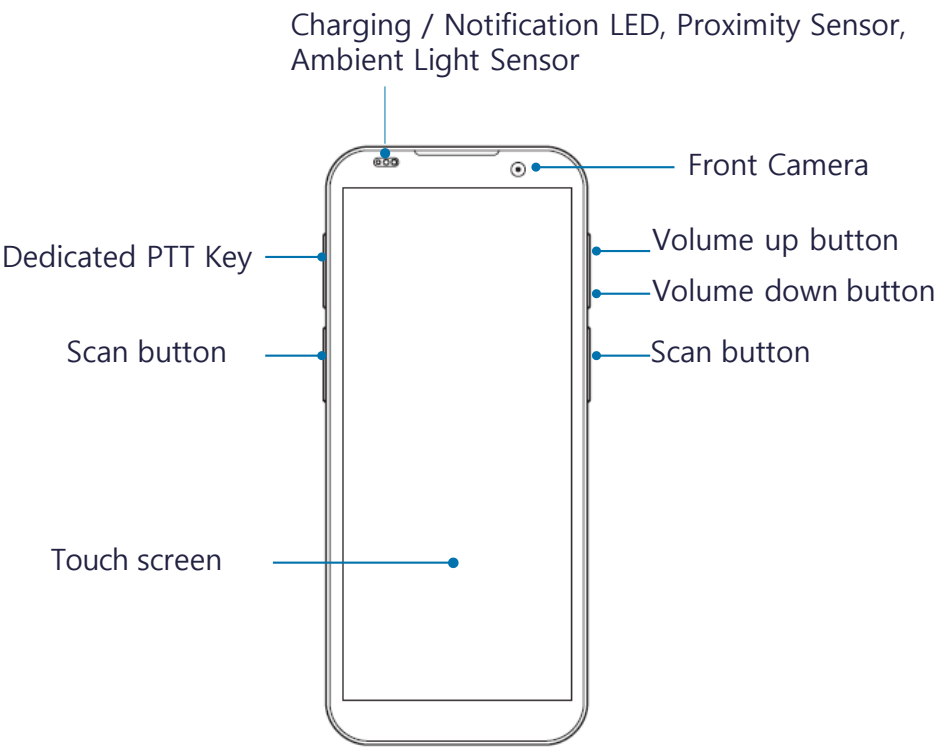 Charging / Notification LED, Proximity Sensor,
Ambient Light Sensor
Front Camera
Dedicated PTT Key
Volume up button
Volume down button
Scan button
Scan button
Touch screen